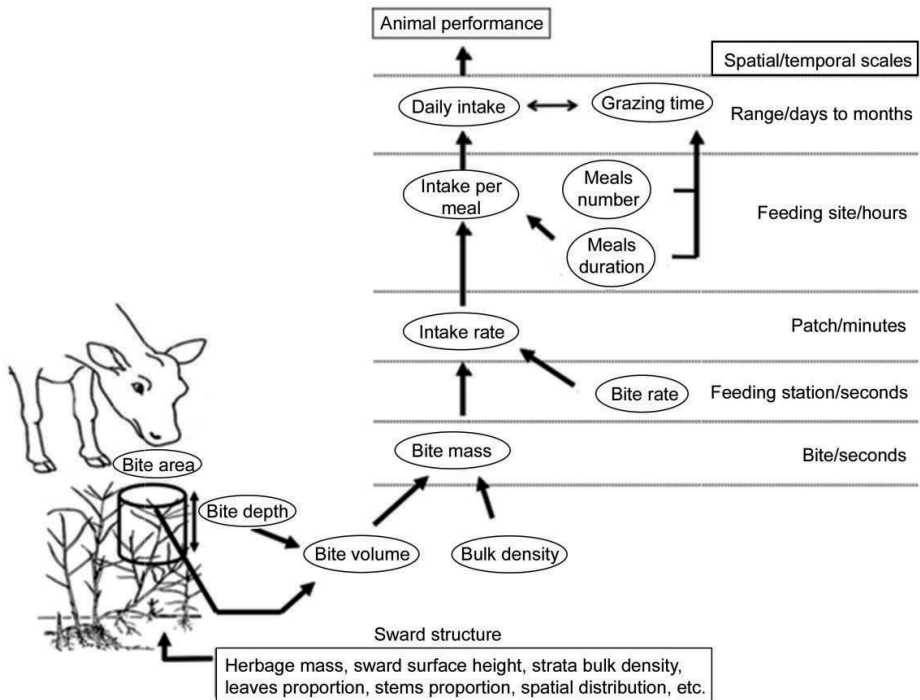 Animal performance
Spatial/temporal scales
Daily intake
Grazing time
Range/days to months
Intake per
meal
Meals
number
Feeding site/hours
Meals
duration
Intake rate
Patch/minutes
Bite rate
Feeding station/seconds
Bite mass
Bite/seconds
Bite area
Bite depth
Bite volume
Bulk density
Sward structure
Herbage mass, sward surface height, strata bulk density,
leaves proportion, stems proportion, spatial distribution, etc.